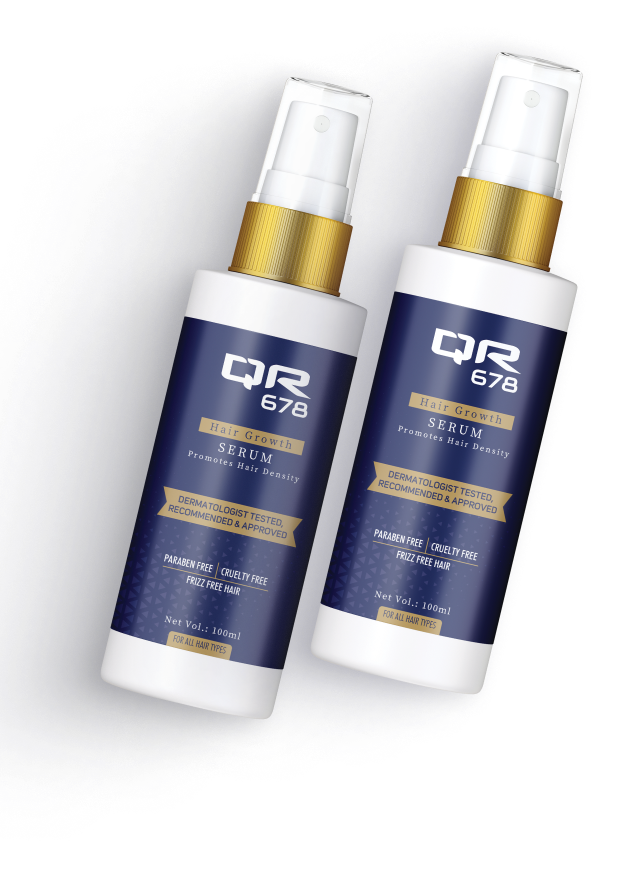 QR
678
Hair Growth
SERUM
Promotes Hair Density
DERMATOLOGIST TESTED,
RECOMMENDED & APPROVED
PARABEN FREE | CRUELTY FREE
FRIZZ FREE HAIR
Net Vol.: 100ml
FOR ALL HAIR TYPES
QR
678
Hair Growth
SERUM
Promotes Hair Density
DERMATOLOGIST TESTED,
RECOMMENDED & APPROVED
PARABEN FREE | CRUELTY FREE
FRIZZ FREE HAIR
Net Vol.: 100ml
FOR ALL HAIR TYPES